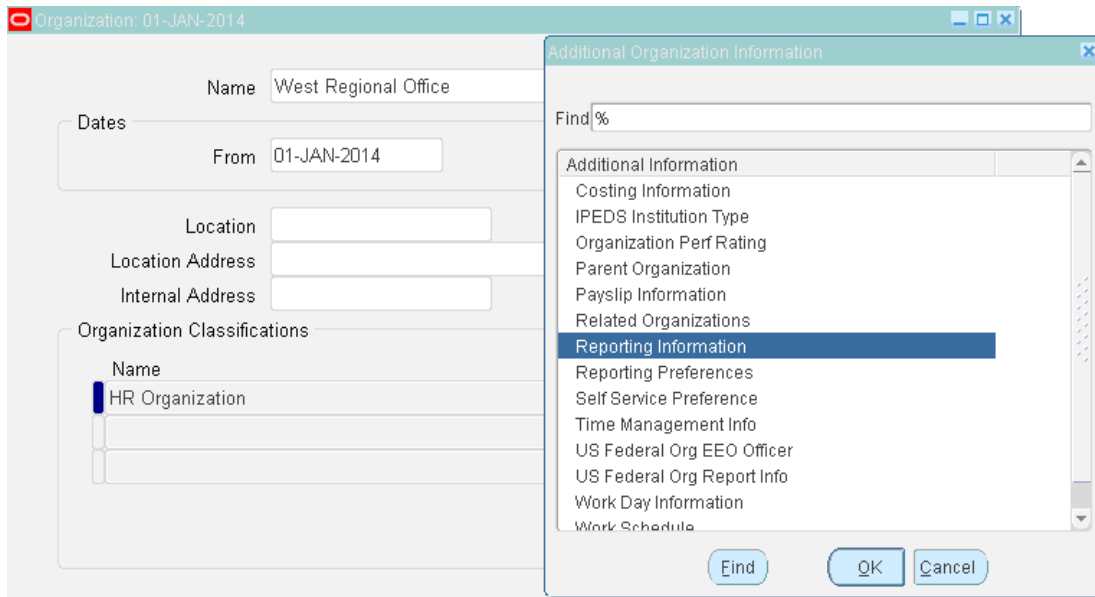 Organization: 01-JAN-2014
Name West Regional Office
Dates
From 01-JAN-2014
Location
Location Address
Internal Address
Organization Classifications
Name
HR Organization
Additional Organization Information
Find %
Additional Information
Costing Information
IPEDS Institution Type
Organization Perf Rating
Parent Organization
Payslip Information
Related Organizations
Reporting Information
Reporting Preferences
Self Service Preference
Time Management Info
US Federal Org EEO Officer
US Federal Org Report Info
Work Day Information
Work Schedule
Find OK Cancel